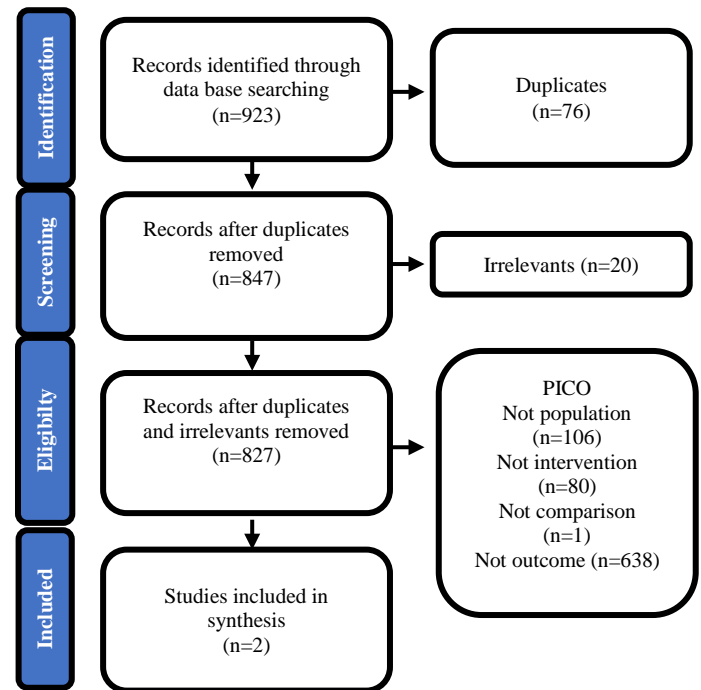 Identification
Records identified through
data base searching
(n=923)
Duplicates
(n=76)
Screening
Records after duplicates
removed
(n=847)
Irrelevants (n=20)
Eligibilty
Records after duplicates
and irrelevants removed
(n=827)
PICO
Not population
(n=106)
Not intervention
(n=80)
Not comparison
(n=1)
Not outcome (n=638)
Included
Studies included in
synthesis
(n=2)